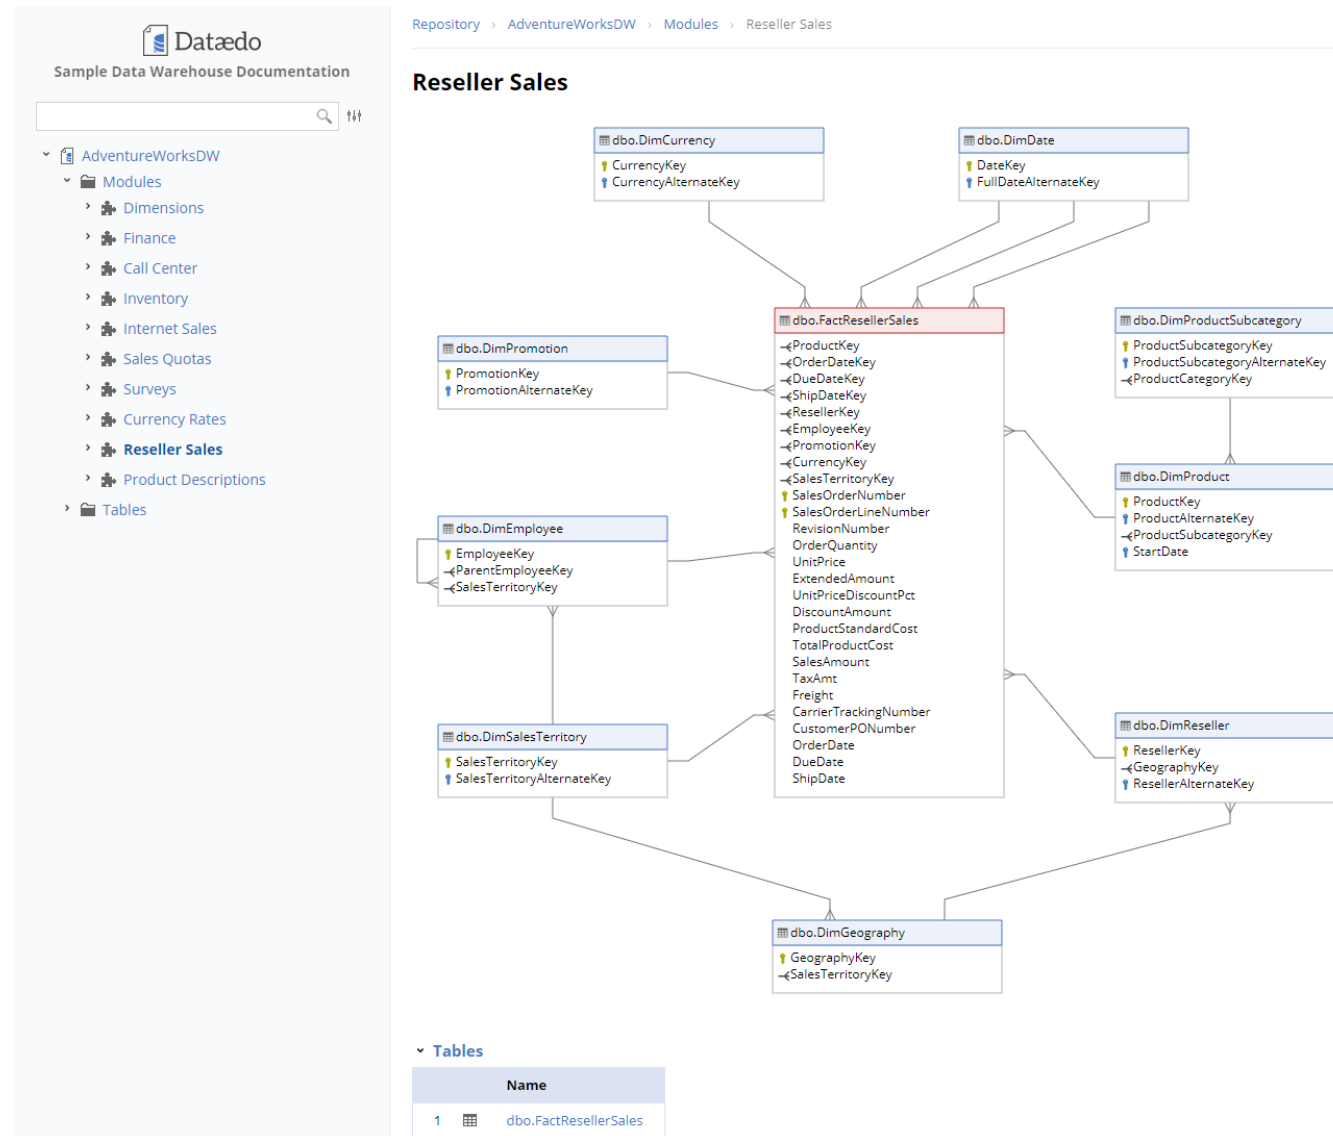 Dataedo
Sample Data Warehouse Documentation
AdventureWorksDW
Modules
Dimensions
Finance
Call Center
Inventory
Internet Sales
Sales Quotas
Surveys
Currency Rates
Reseller Sales
Product Descriptions
Tables
Repository › AdventureWorksDW › Modules › Reseller Sales
Reseller Sales
dbo.DimCurrency
CurrencyKey
CurrencyAlternateKey
dbo.DimDate
DateKey
FullDateAlternateKey
dbo.DimPromotion
PromotionKey
PromotionAlternateKey
dbo.FactResellerSales
ProductKey
OrderDateKey
DueDateKey
ShipDateKey
ResellerKey
EmployeeKey
PromotionKey
CurrencyKey
SalesTerritoryKey
SalesOrderNumber
SalesOrderLineNumber
RevisionNumber
OrderQuantity
UnitPrice
ExtendedAmount
UnitPriceDiscountPct
DiscountAmount
ProductStandardCost
TotalProductCost
SalesAmount
TaxAmt
Freight
CarrierTrackingNumber
CustomerPONumber
OrderDate
DueDate
ShipDate
dbo.DimProductSubcategory
ProductSubcategoryKey
ProductSubcategoryAlternateKey
ProductCategoryKey
dbo.DimProduct
ProductKey
ProductAlternateKey
ProductSubcategoryKey
StartDate
dbo.DimEmployee
EmployeeKey
ParentEmployeeKey
SalesTerritoryKey
dbo.DimSalesTerritory
SalesTerritoryKey
SalesTerritoryAlternateKey
dbo.DimReseller
ResellerKey
GeographyKey
ResellerAlternateKey
dbo.DimGeography
GeographyKey
SalesTerritoryKey
Tables
Name
1 dbo.FactResellerSales